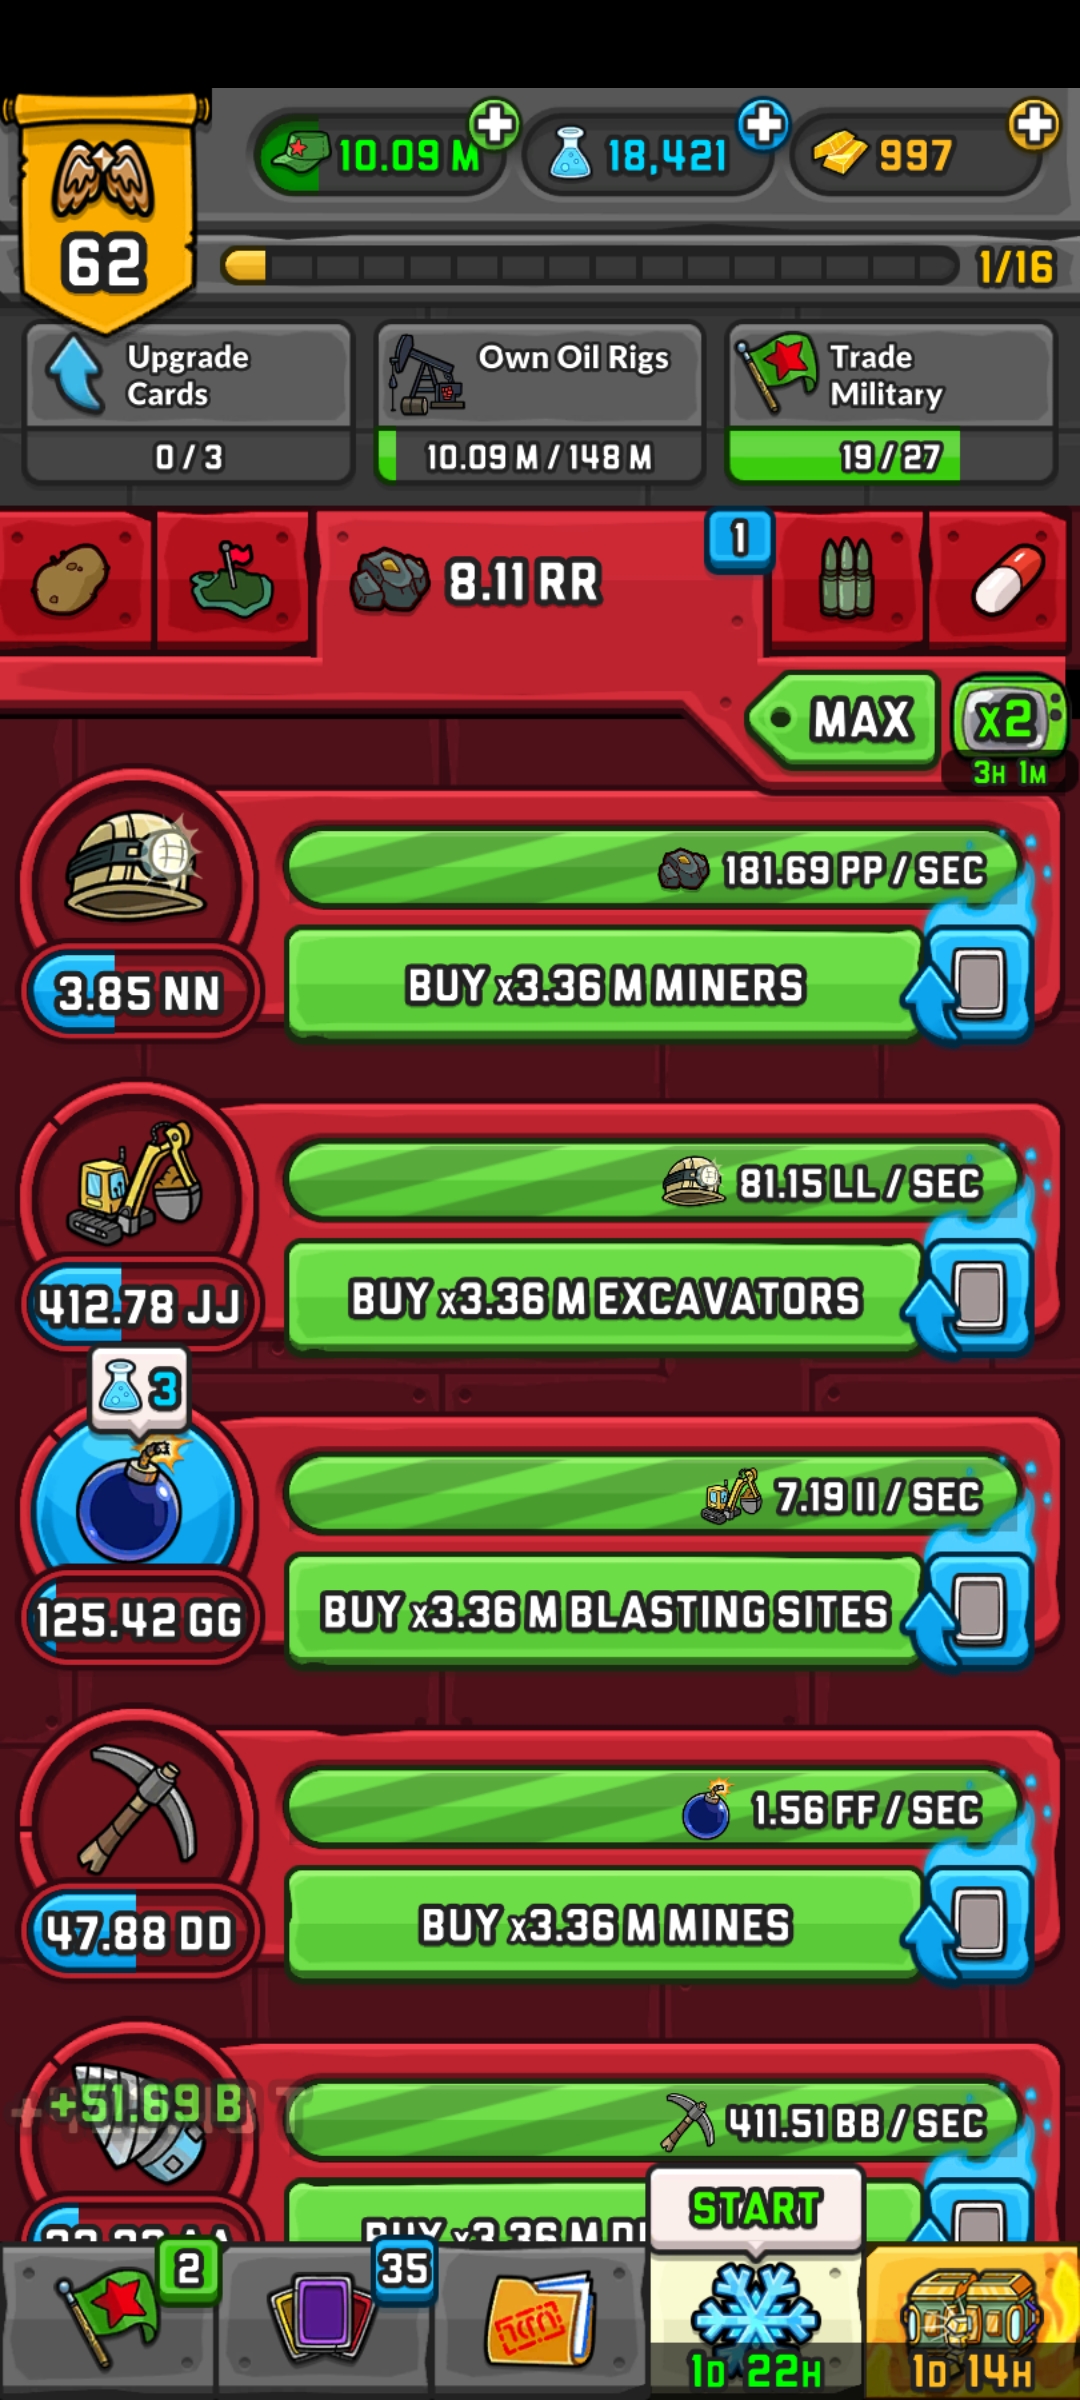 10.09 M
18,421
997
62
1/16
Upgrade
Cards
0 / 3
Own Oil Rigs
10.09 M / 148 M
Trade
Military
19 / 27
8.11 RR
1
MAX
x2
3H 1M
181.69 PP / SEC
3.85 NN
BUY x3.36 M MINERS
81.15 LL / SEC
412.78 JJ
BUY x3.36 M EXCAVATORS
3
7.19 II / SEC
125.42 GG
BUY x3.36 M BLASTING SITES
1.56 FF / SEC
47.88 DD
BUY x3.36 M MINES
+51.69 B
411.51 BB / SEC
BUY x3.36 M
START
2
35
1D 22H
1D 14H